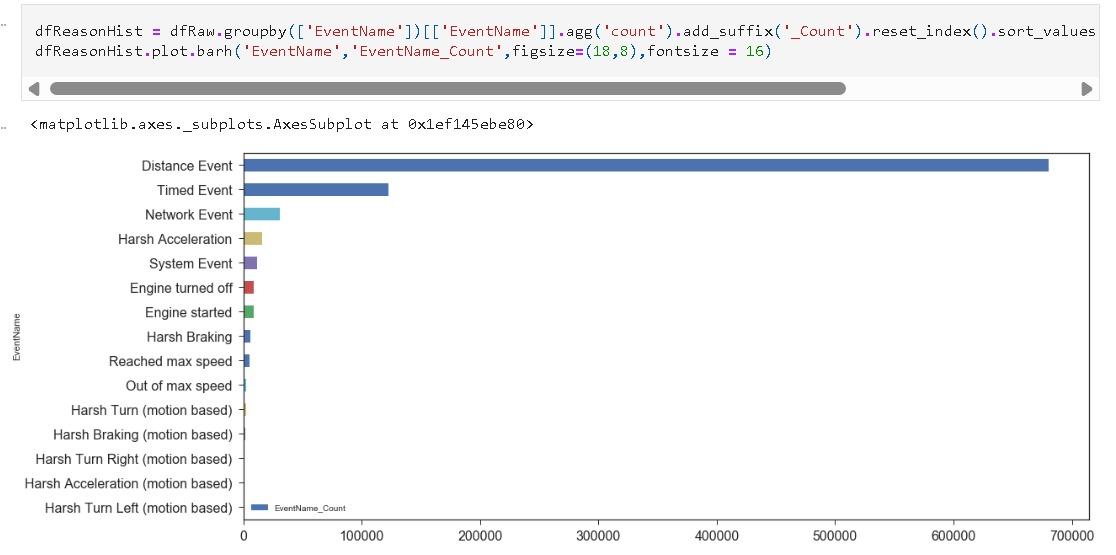 dfReasonHist = dfRaw.groupby(['EventName'])[['EventName']].agg('count').add_suffix('_Count').reset_index().sort_values
dfReasonHist.plot.barh('EventName','EventName_Count',figsize=(18,8),fontsize = 16)
<matplotlib.axes._subplots.AxesSubplot at 0x1ef145ebe80>
Distance Event
Timed Event
Network Event
Harsh Acceleration
System Event
Engine turned off
Engine started
Harsh Braking
Reached max speed
Out of max speed
Harsh Turn (motion based)
Harsh Braking (motion based)
Harsh Turn Right (motion based)
Harsh Acceleration (motion based)
Harsh Turn Left (motion based)
EventName
EventName_Count
0 100000 200000 300000 400000 500000 600000 700000